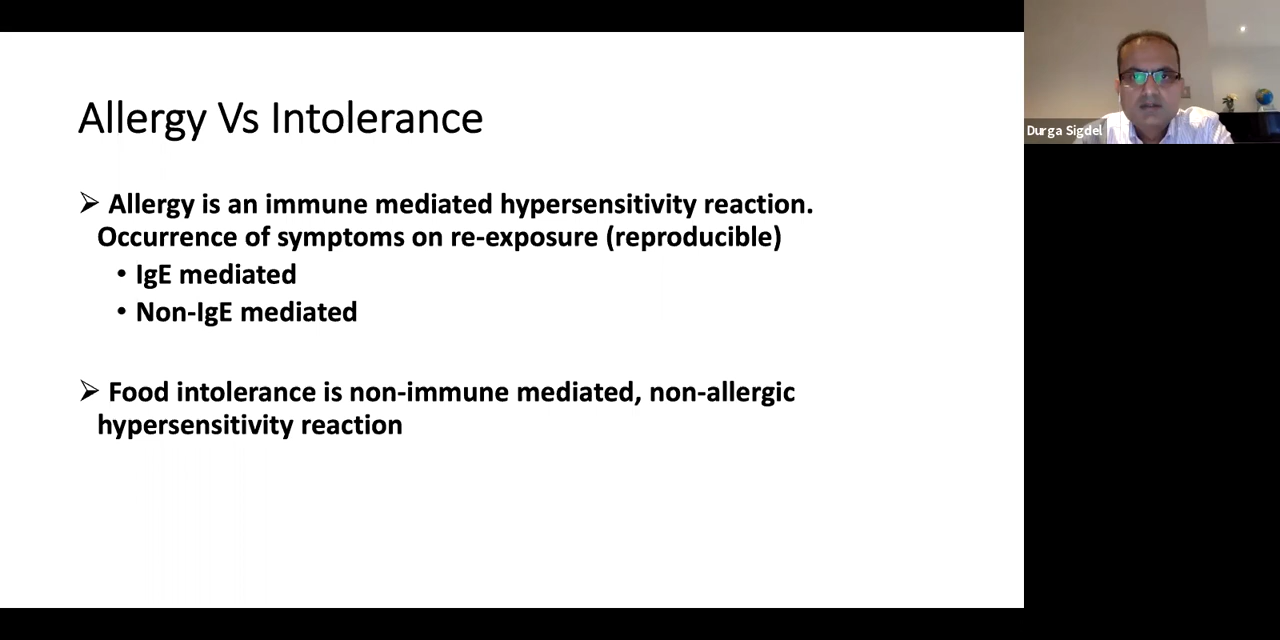 Allergy Vs Intolerance
➢ Allergy is an immune mediated hypersensitivity reaction.
Occurrence of symptoms on re-exposure (reproducible)
• IgE mediated
• Non-IgE mediated
➢ Food intolerance is non-immune mediated, non-allergic
hypersensitivity reaction
Durga Sigdel